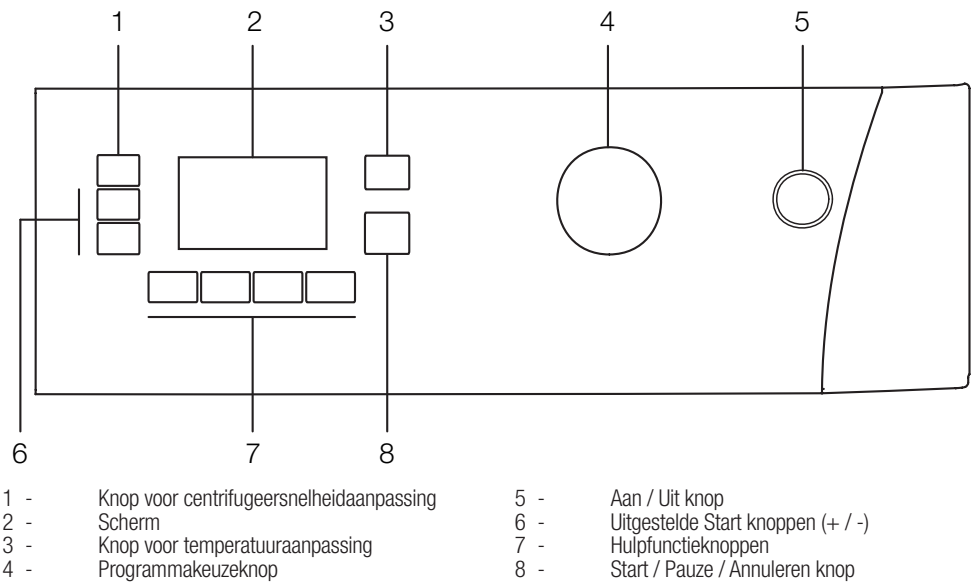 1 2 3 4 5
6 7 8
1 - Knop voor centrifugeersnelheidaanpassing
2 - Scherm
3 - Knop voor temperatuuraanpassing
4 - Programmakeuzeknop
5 - Aan / Uit knop
6 - Uitgestelde Start knoppen (+ / -)
7 - Hulpfunctieknoppen
8 - Start / Pauze / Annuleren knop